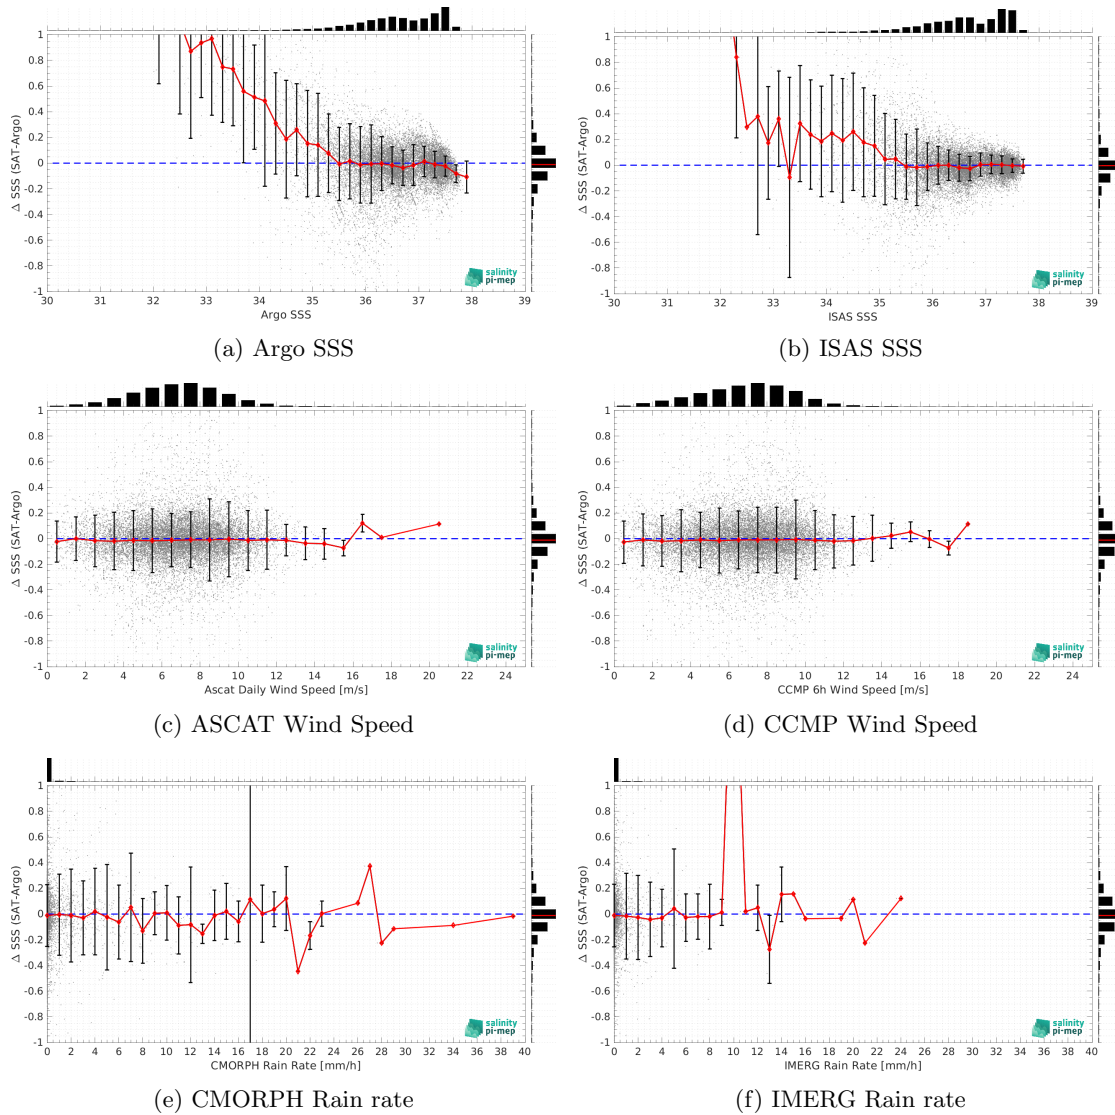 1
0.8
0.6
0.4
0.2
0
-0.2
-0.4
-0.6
-0.8
-1
Δ SSS (SAT-Argo)
salinity
pi-mep
30 31 32 33 34 35 36 37 38 39
Argo SSS
(a) Argo SSS
1
0.8
0.6
0.4
0.2
0
-0.2
-0.4
-0.6
-0.8
-1
Δ SSS (SAT-Argo)
salinity
pi-mep
30 31 32 33 34 35 36 37 38 39
ISAS SSS
(b) ISAS SSS
1
0.8
0.6
0.4
0.2
0
-0.2
-0.4
-0.6
-0.8
-1
Δ SSS (SAT-Argo)
salinity
pi-mep
0 2 4 6 8 10 12 14 16 18 20 22 24
Ascat Daily Wind Speed [m/s]
(c) ASCAT Wind Speed
1
0.8
0.6
0.4
0.2
0
-0.2
-0.4
-0.6
-0.8
-1
Δ SSS (SAT-Argo)
salinity
pi-mep
0 2 4 6 8 10 12 14 16 18 20 22 24
CCMP 6h Wind Speed [m/s]
(d) CCMP Wind Speed
1
0.8
0.6
0.4
0.2
0
-0.2
-0.4
-0.6
-0.8
-1
Δ SSS (SAT-Argo)
salinity
pi-mep
0 2 4 6 8 10 12 14 16 18 20 22 24 26 28 30 32 34 36 38 40
CMORPH Rain Rate [mm/h]
(e) CMORPH Rain rate
1
0.8
0.6
0.4
0.2
0
-0.2
-0.4
-0.6
-0.8
-1
Δ SSS (SAT-Argo)
salinity
pi-mep
0 2 4 6 8 10 12 14 16 18 20 22 24 26 28 30 32 34 36 38 40
IMERG Rain Rate [mm/h]
(f) IMERG Rain rate